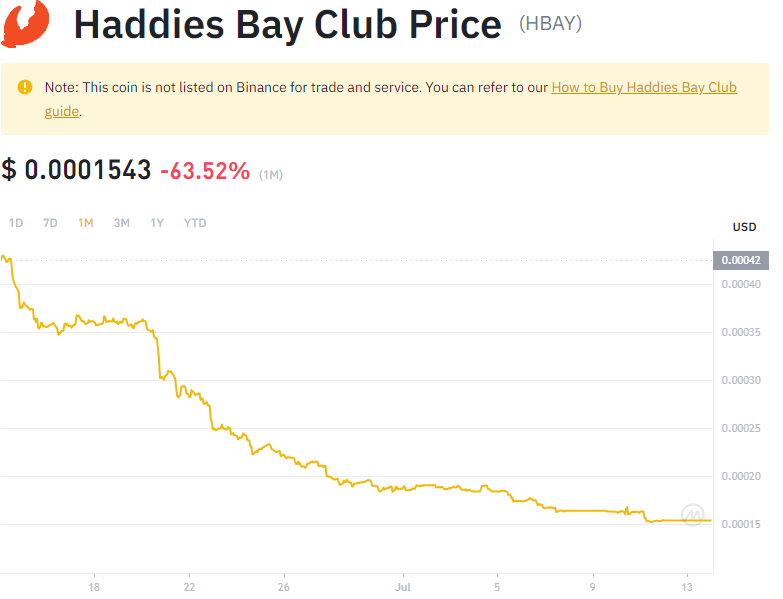 Haddies Bay Club Price (HBAY)
Note: This coin is not listed on Binance for trade and service. You can refer to our How to Buy Haddies Bay Club
guide.
$ 0.0001543 -63.52% (1M)
1D 7D 1M 3M 1Y YTD
USD
0.00042
0.00040
0.00035
0.00030
0.00025
0.00020
0.00015
18 22 26 Jul 5 9 13